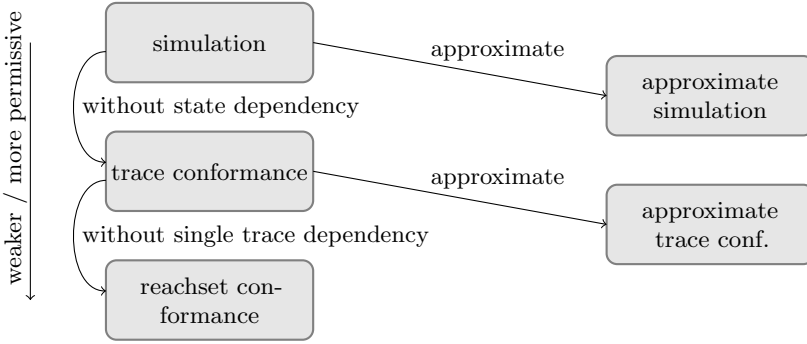 simulation
approximate
approximate
simulation
without state dependency
trace conformance
approximate
approximate
trace conf.
without single trace dependency
reachset con-
formance
weaker / more permissive